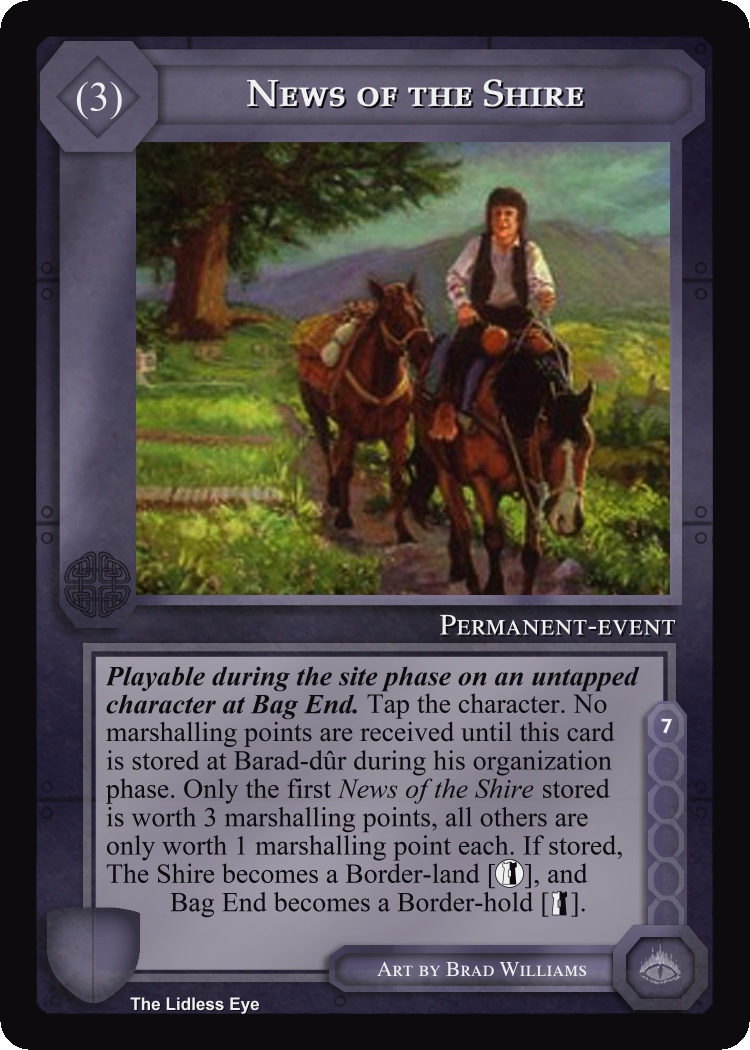 (3)
News of the Shire
Permanent-event
Playable during the site phase on an untapped
character at Bag End. Tap the character. No
marshalling points are received until this card
is stored at Barad-dûr during his organization
phase. Only the first News of the Shire stored
is worth 3 marshalling points, all others are
only worth 1 marshalling point each. If stored,
The Shire becomes a Border-land [ ], and
Bag End becomes a Border-hold [ ].
7
Art by Brad Williams
The Lidless Eye